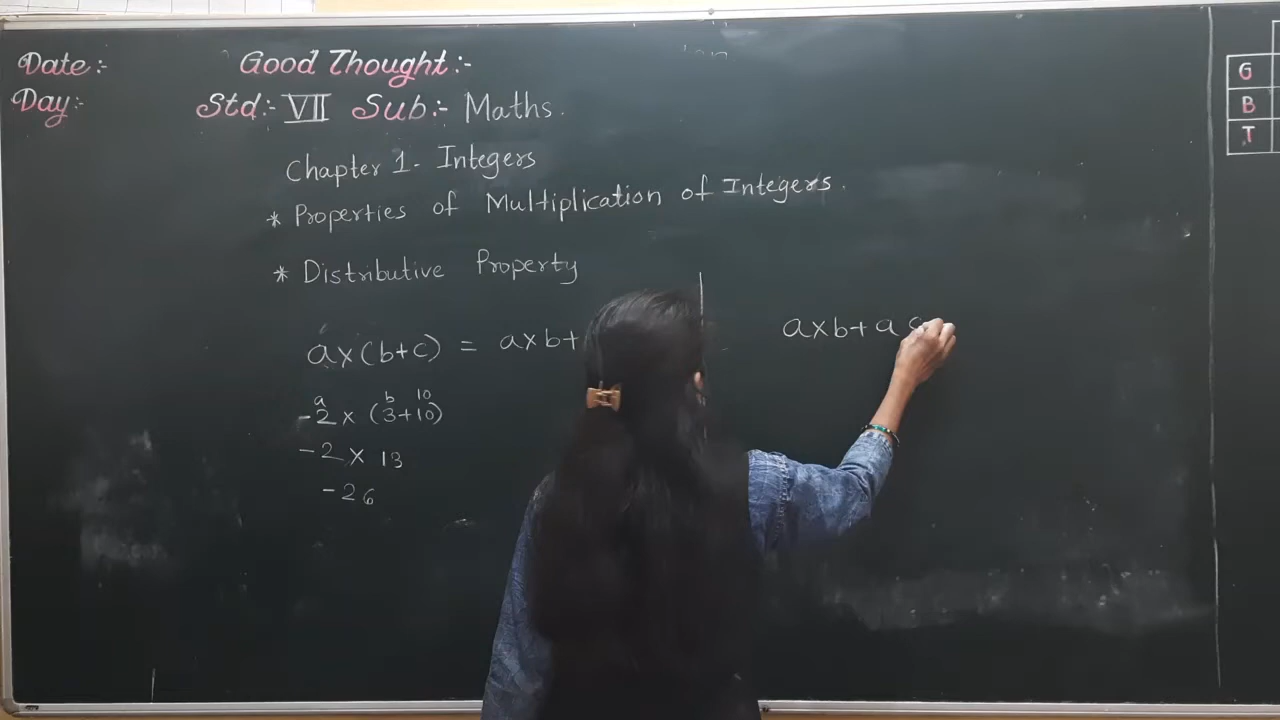 Date:-
Good Thought:-
Day:-
Std:- VII Sub:- Maths.
Chapter 1. Integers
* Properties of Multiplication of Integers.
* Distributive Property
a×(b+c) = a×b+
a×b+a
a b 10
-2 × (3+10)
-2 × 13
-26
G
B
T